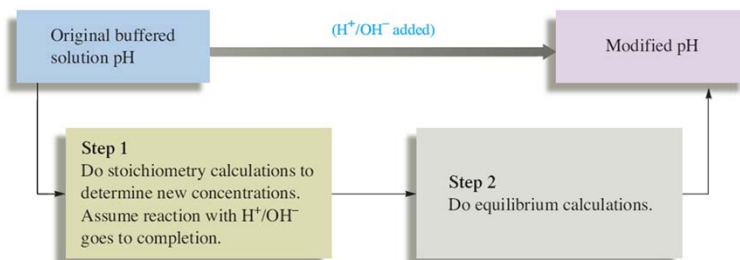 Original buffered
solution pH
(H⁺/OH⁻ added)
Modified pH
Step 1
Do stoichiometry calculations to
determine new concentrations.
Assume reaction with H⁺/OH⁻
goes to completion.
Step 2
Do equilibrium calculations.